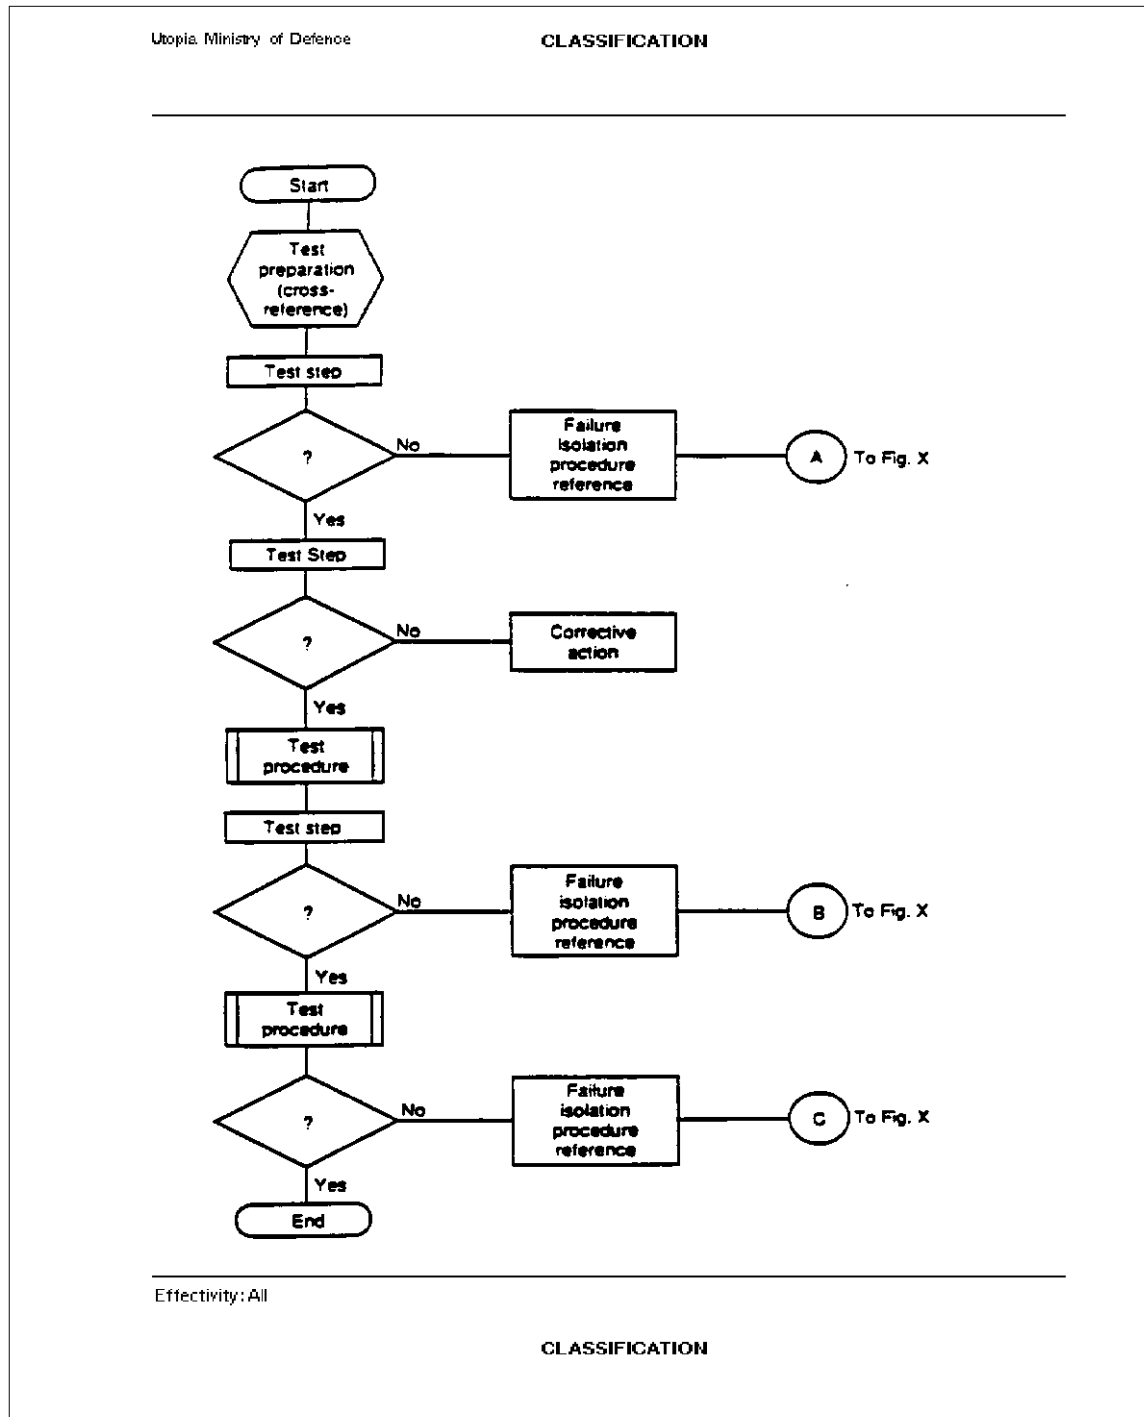 Utopia Ministry of Defence
CLASSIFICATION
Start
Test
preparation
(cross-
reference)
Test step
?
No
Failure
isolation
procedure
reference
A
To Fig. X
Yes
Test Step
?
No
Corrective
action
Yes
Test
procedure
Test step
?
No
Failure
isolation
procedure
reference
B
To Fig. X
Yes
Test
procedure
?
No
Failure
isolation
procedure
reference
C
To Fig. X
Yes
End
Effectivity: All
CLASSIFICATION